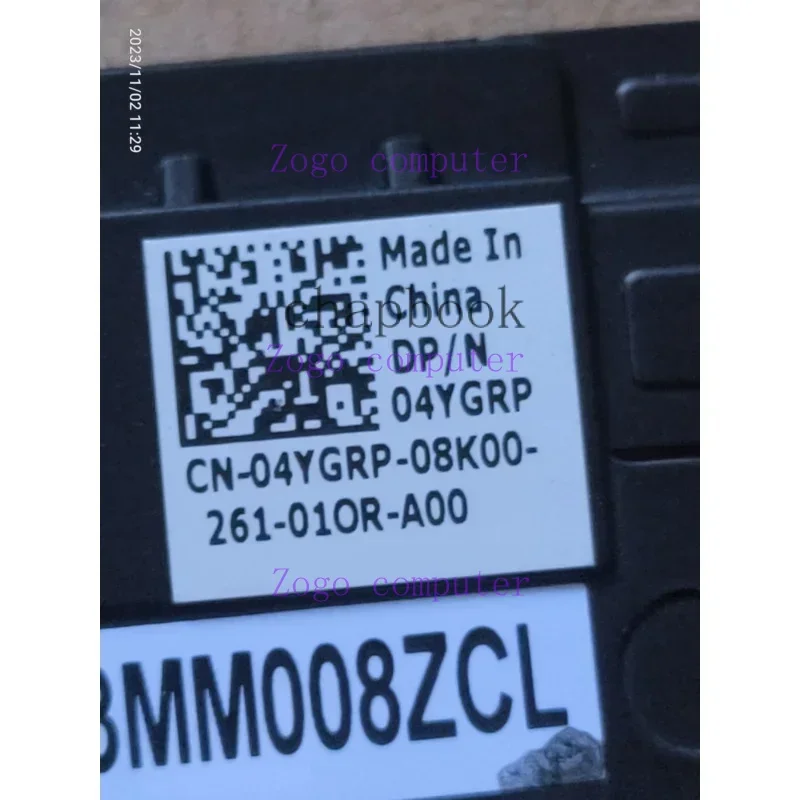 2023/11/02 11:29
Zogo computer
Made In
China
chapbook
DP/N
Zogo computer
04YGRP
CN-04YGRP-08K00-
261-01OR-A00
Zogo computer
MM008ZCL